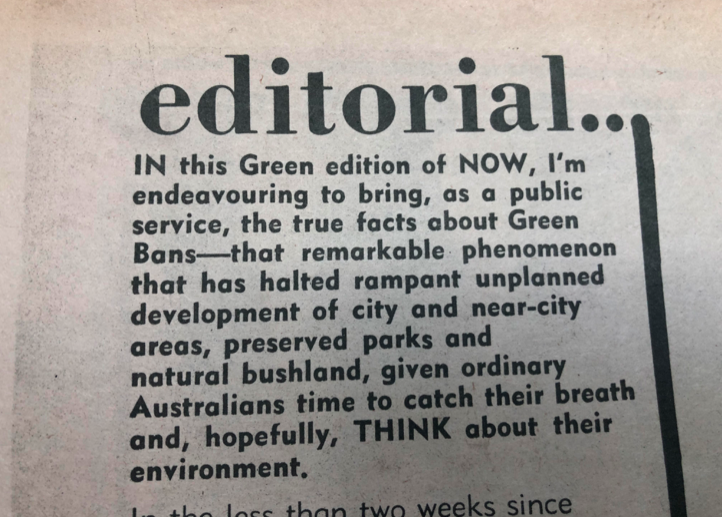 editorial...
IN this Green edition of NOW, I'm
endeavouring to bring, as a public
service, the true facts about Green
Bans—that remarkable phenomenon
that has halted rampant unplanned
development of city and near-city
areas, preserved parks and
natural bushland, given ordinary
Australians time to catch their breath
and, hopefully, THINK about their
environment.
In the less than two weeks since